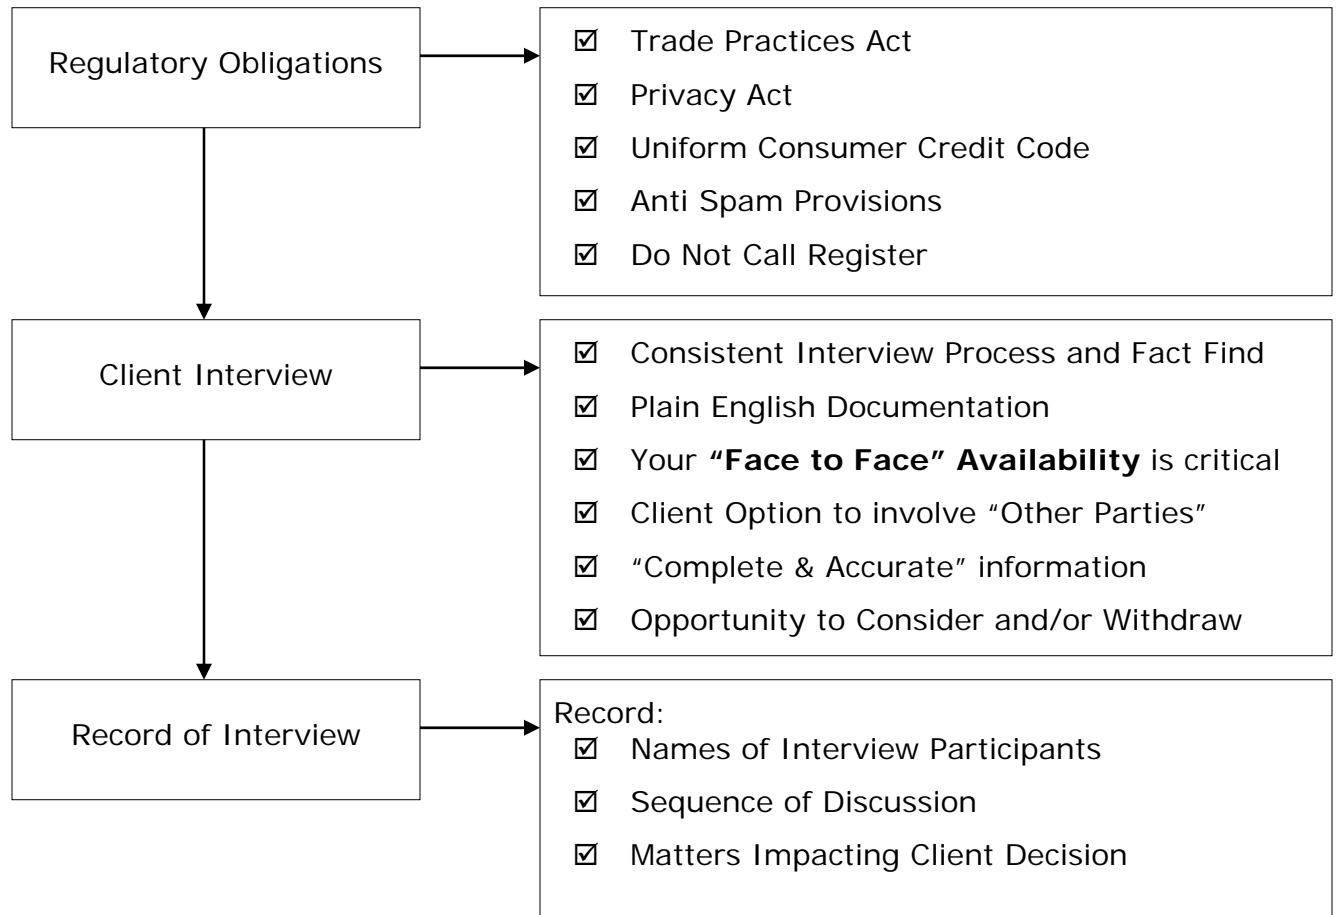 Regulatory Obligations
☑ Trade Practices Act
☑ Privacy Act
☑ Uniform Consumer Credit Code
☑ Anti Spam Provisions
☑ Do Not Call Register
Client Interview
☑ Consistent Interview Process and Fact Find
☑ Plain English Documentation
☑ Your “Face to Face” Availability is critical
☑ Client Option to involve “Other Parties”
☑ “Complete & Accurate” information
☑ Opportunity to Consider and/or Withdraw
Record of Interview
Record:
☑ Names of Interview Participants
☑ Sequence of Discussion
☑ Matters Impacting Client Decision